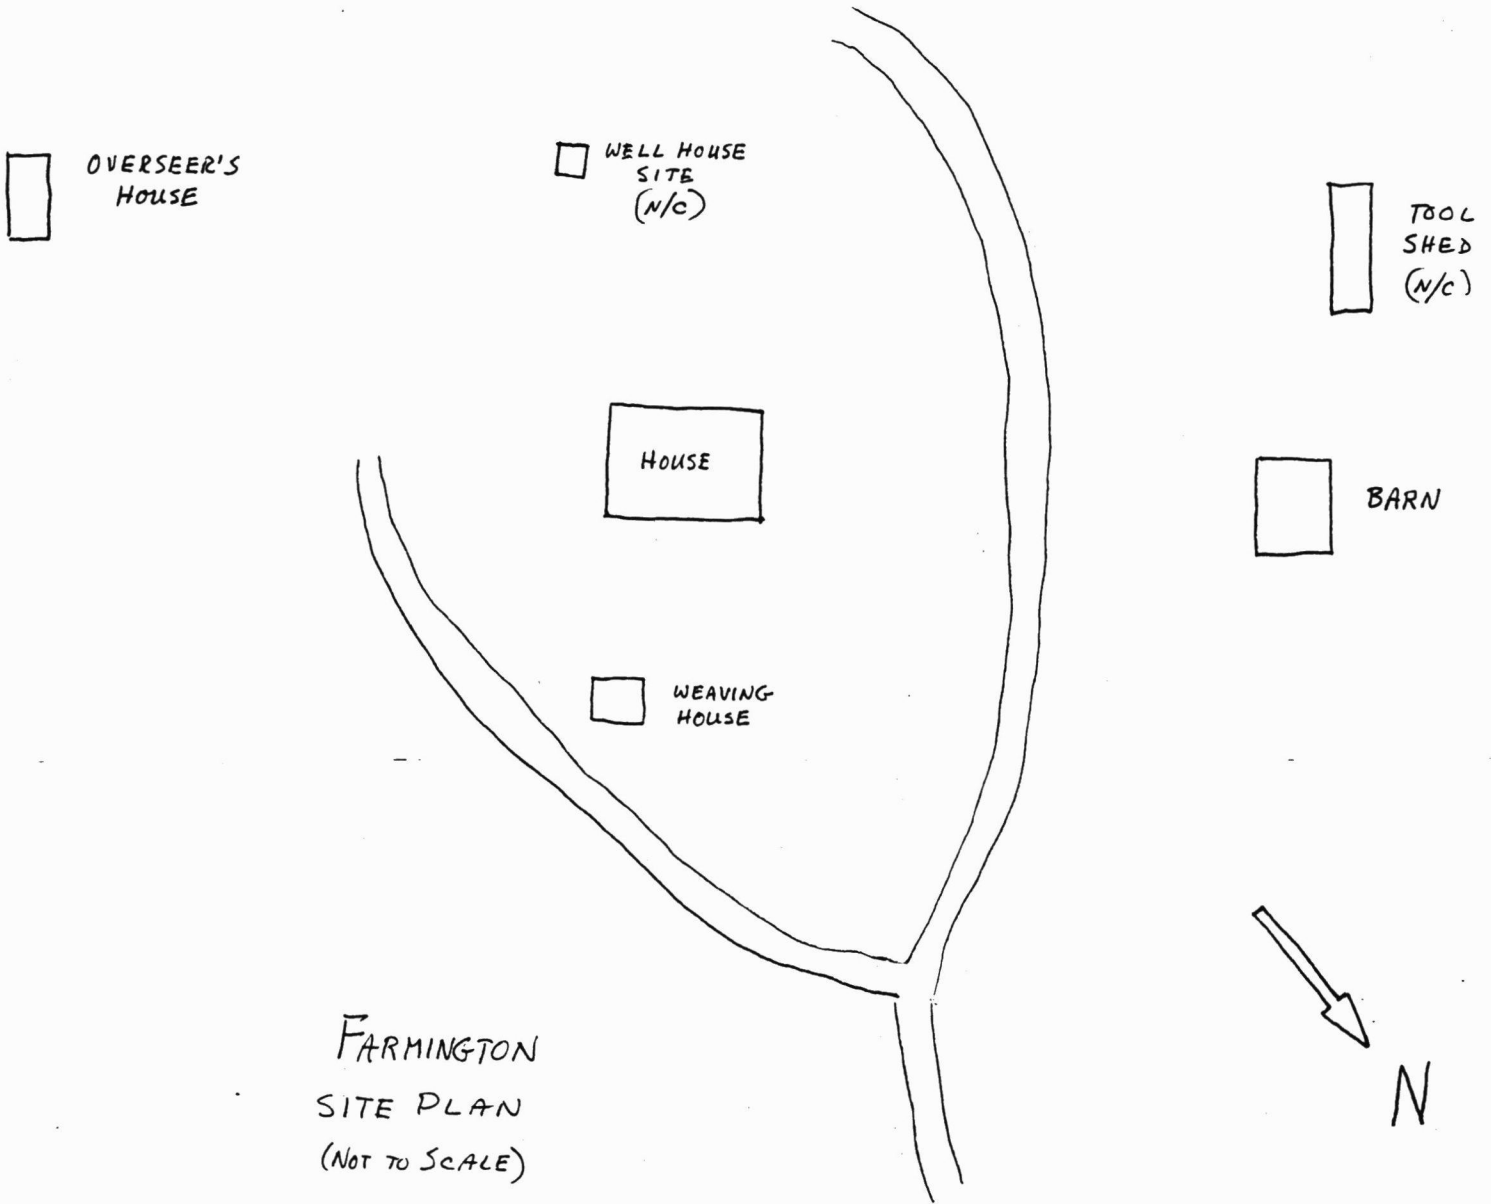 OVERSEER'S
HOUSE
WELL HOUSE
SITE
(N/C)
TOOL
SHED
(N/C)
HOUSE
BARN
WEAVING
HOUSE
FARMINGTON
SITE PLAN
(NOT TO SCALE)
N